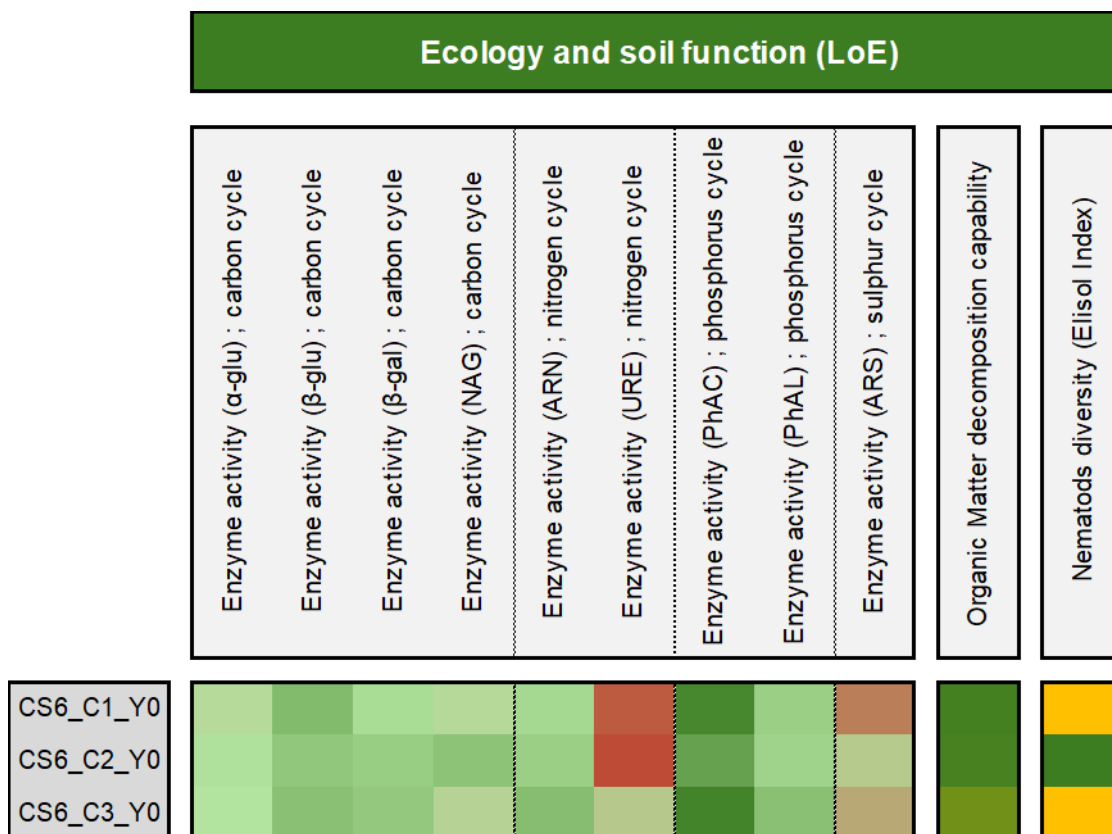 Ecology and soil function (LoE)
Enzyme activity (α-glu) ; carbon cycle
Enzyme activity (β-glu) ; carbon cycle
Enzyme activity (β-gal) ; carbon cycle
Enzyme activity (NAG) ; carbon cycle
Enzyme activity (ARN) ; nitrogen cycle
Enzyme activity (URE) ; nitrogen cycle
Enzyme activity (PhAC) ; phosphorus cycle
Enzyme activity (PhAL) ; phosphorus cycle
Enzyme activity (ARS) ; sulphur cycle
Organic Matter decomposition capability
Nematods diversity (Elisol Index)
CS6_C1_Y0
CS6_C2_Y0
CS6_C3_Y0